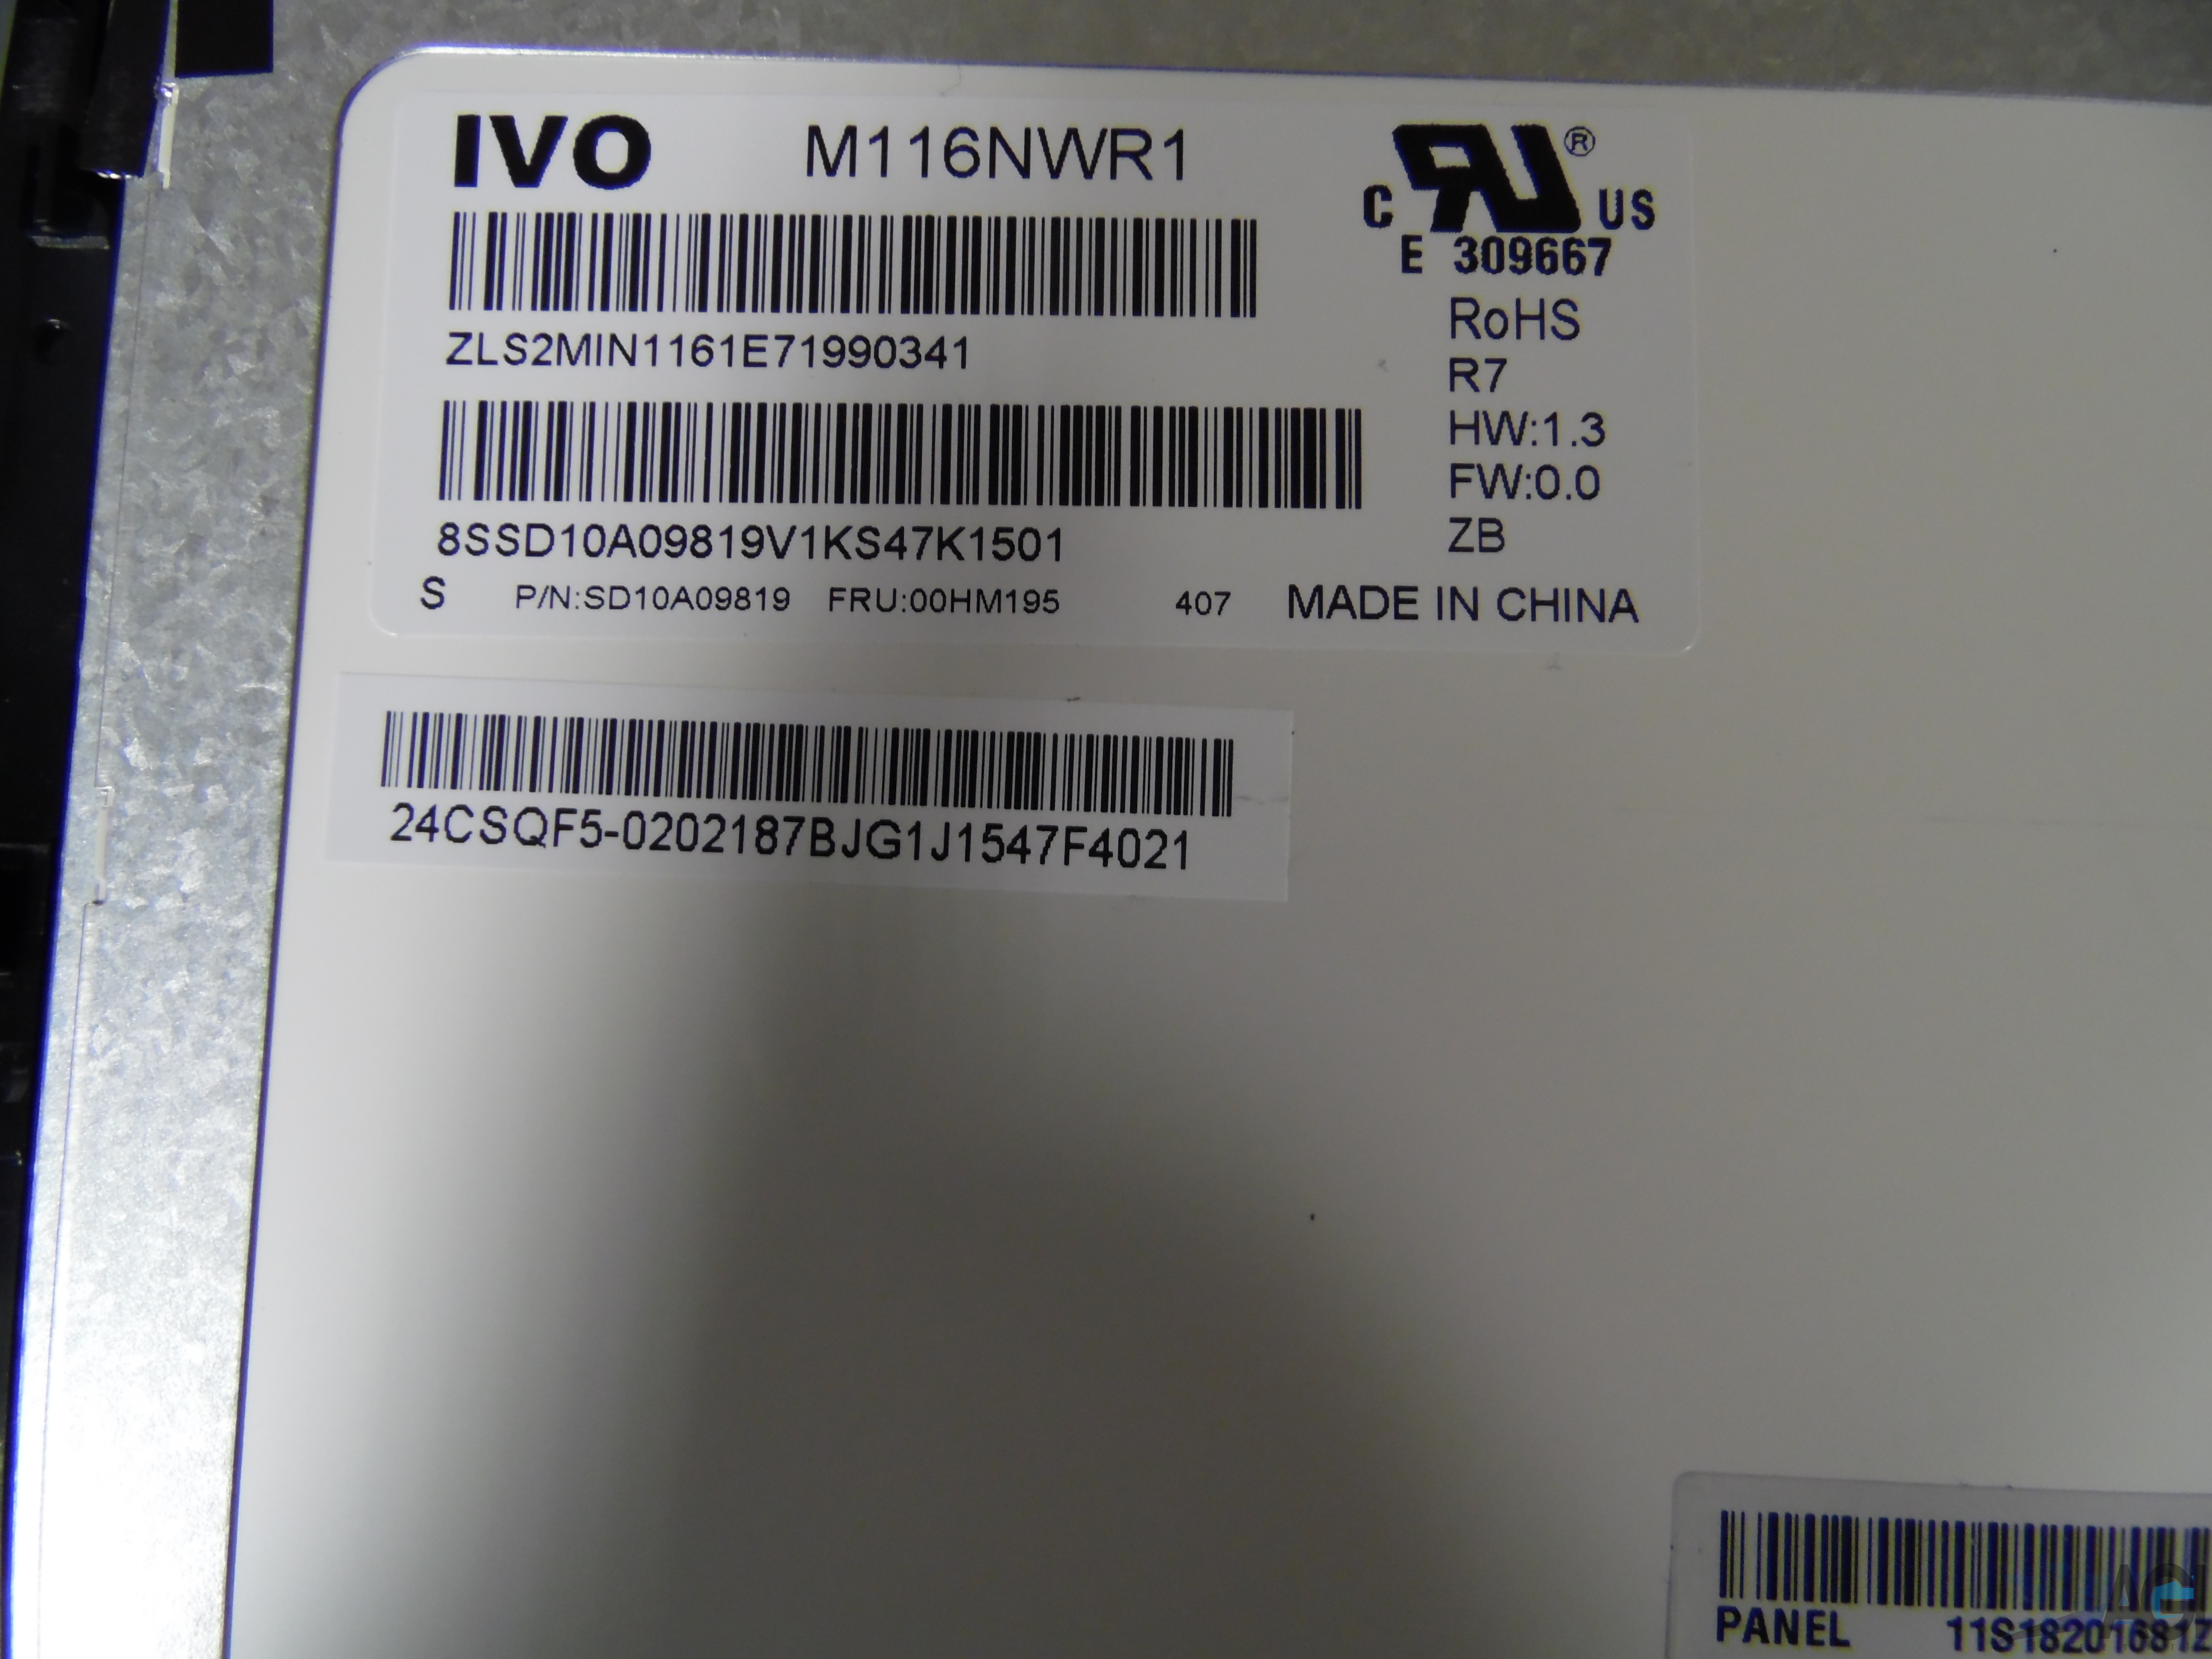 IVO M116NWR1
C ® US
E 309667
ZLS2MIN1161E71990341
RoHS
R7
HW:1.3
FW:0.0
ZB
8SSD10A09819V1KS47K1501
S P/N:SD10A09819 FRU:00HM195 407 MADE IN CHINA
24CSQF5-0202187BJG1J1547F4021
PANEL 11S18201681Z